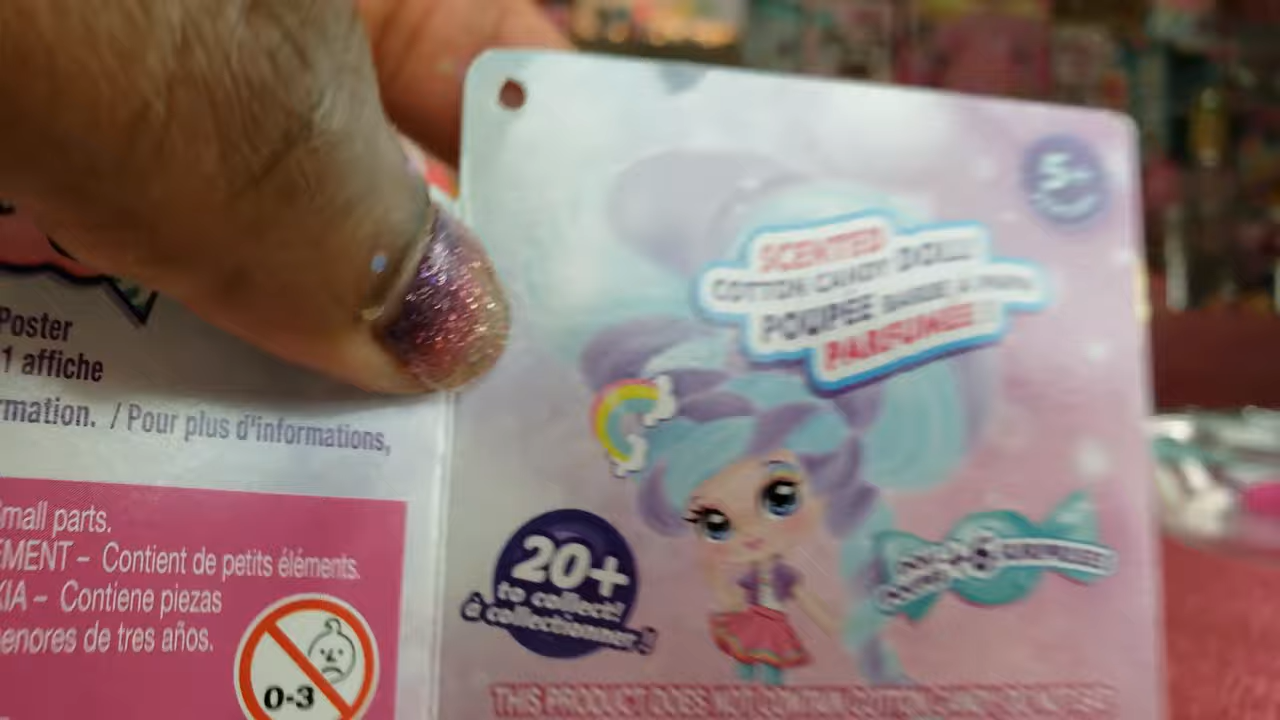 Poster
1 affiche
rmation. / Pour plus d'informations,
mall parts.
EMENT – Contient de petits éléments.
XIA – Contiene piezas
enores de tres años.
0-3
5+
SCENTED
COTTON CANDY DOLL!
POUPÉE BARBE À PAPA
PARFUMÉE
20+
to collect!
à collectionner!
SURPRISES!
THIS PRODUCT DOES NOT CONTAIN COTTON CANDY